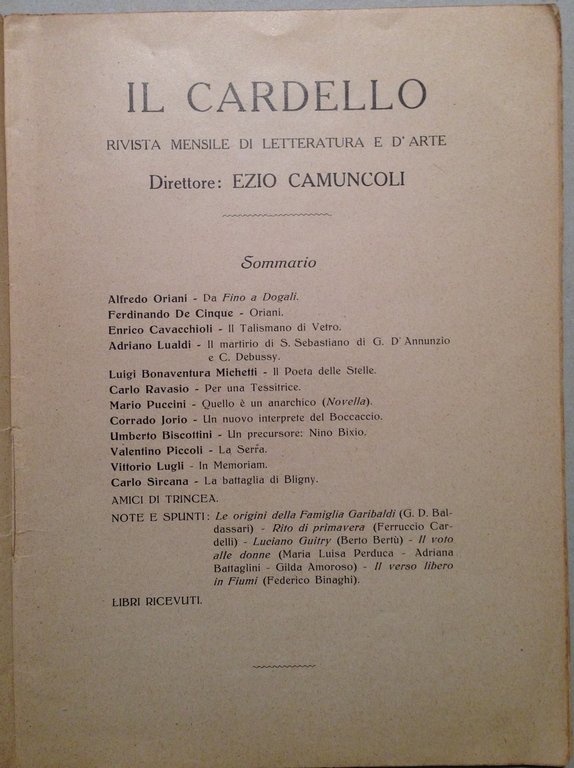 IL CARDELLO
RIVISTA MENSILE DI LETTERATURA E D'ARTE
Direttore: EZIO CAMUNCOLI
Sommario
Alfredo Oriani - Da Fino a Dogali.
Ferdinando De Cinque - Oriani.
Enrico Cavacchioli - Il Talismano di Vetro.
Adriano Lualdi - Il martirio di S. Sebastiano di G. D'Annunzio
e C. Debussy.
Luigi Bonaventura Michetti - Il Poeta delle Stelle.
Carlo Ravasio - Per una Tessitrice.
Mario Puccini - Quello è un anarchico (Novella).
Corrado Jorio - Un nuovo interprete del Boccaccio.
Umberto Biscottini - Un precursore: Nino Bixio.
Valentino Piccoli - La Serra.
Vittorio Lugli - In Memoriam.
Carlo Sircana - La battaglia di Bligny.
AMICI DI TRINCEA.
NOTE E SPUNTI: Le origini della Famiglia Garibaldi (G. D. Bal-
dassari) - Rito di primavera (Ferruccio Car-
delli) - Luciano Guitry (Berto Bertù) - Il voto
alle donne (Maria Luisa Perduca - Adriana
Battaglini - Gilda Amoroso) - Il verso libero
in Fiumi (Federico Binaghi).
LIBRI RICEVUTI.